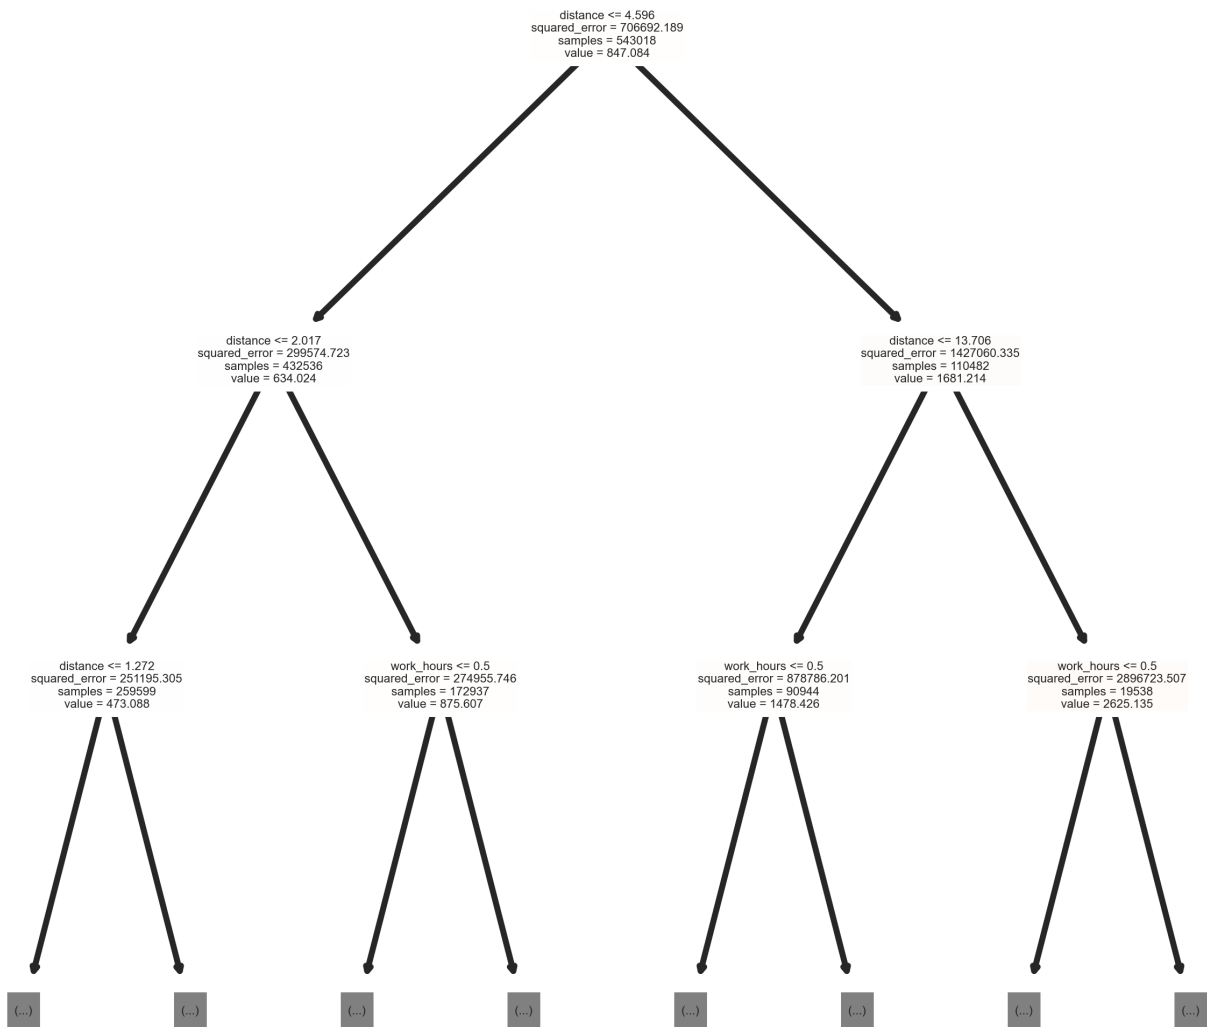 distance <= 4.596
squared_error = 706692.189
samples = 543018
value = 847.084
distance <= 2.017
squared_error = 299574.723
samples = 432536
value = 634.024
distance <= 13.706
squared_error = 1427060.335
samples = 110482
value = 1681.214
distance <= 1.272
squared_error = 251195.305
samples = 259599
value = 473.088
work_hours <= 0.5
squared_error = 274955.746
samples = 172937
value = 875.607
work_hours <= 0.5
squared_error = 878786.201
samples = 90944
value = 1478.426
work_hours <= 0.5
squared_error = 2896723.507
samples = 19538
value = 2625.135
(...)
(...)
(...)
(...)
(...)
(...)
(...)
(...)